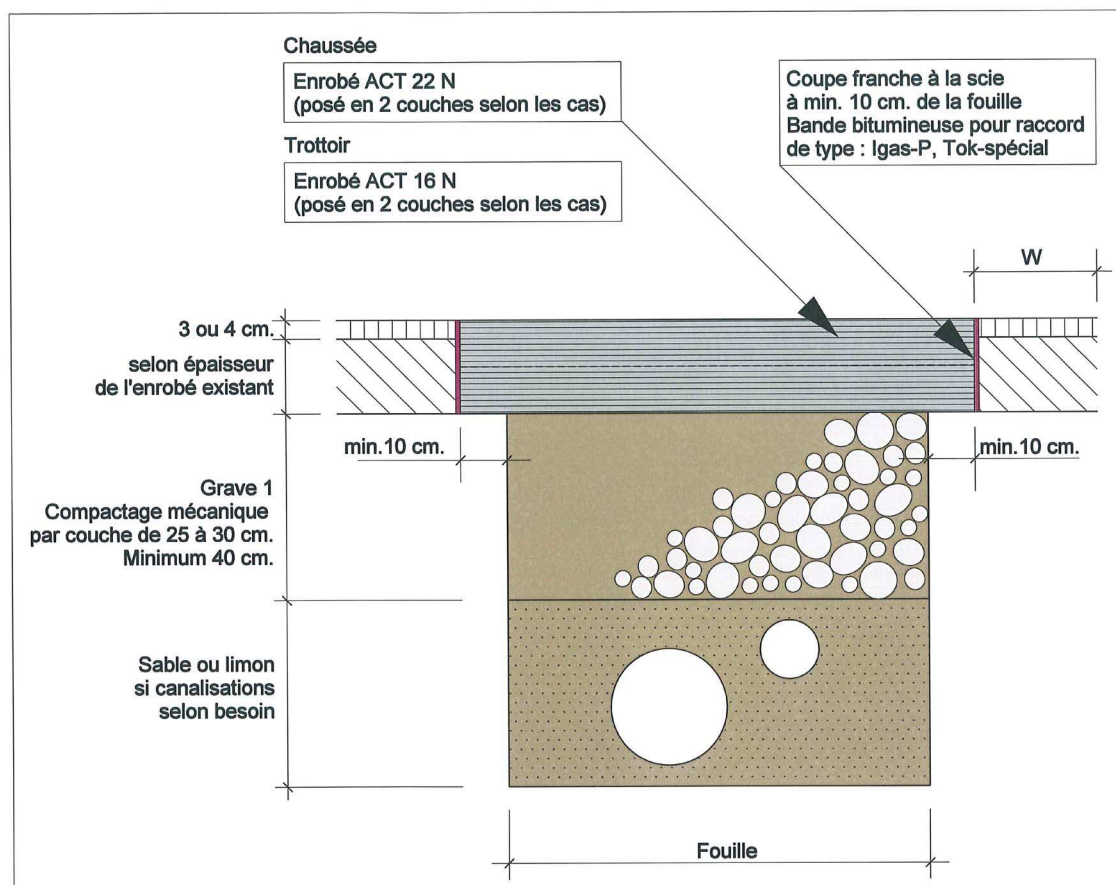 Chaussée
Enrobé ACT 22 N
(posé en 2 couches selon les cas)
Trottoir
Enrobé ACT 16 N
(posé en 2 couches selon les cas)
Coupe franche à la scie
à min. 10 cm. de la fouille
Bande bitumineuse pour raccord
de type : Igas-P, Tok-spécial
W
3 ou 4 cm.
selon épaisseur
de l'enrobé existant
min.10 cm.
min.10 cm.
Grave 1
Compactage mécanique
par couche de 25 à 30 cm.
Minimum 40 cm.
Sable ou limon
si canalisations
selon besoin
Fouille